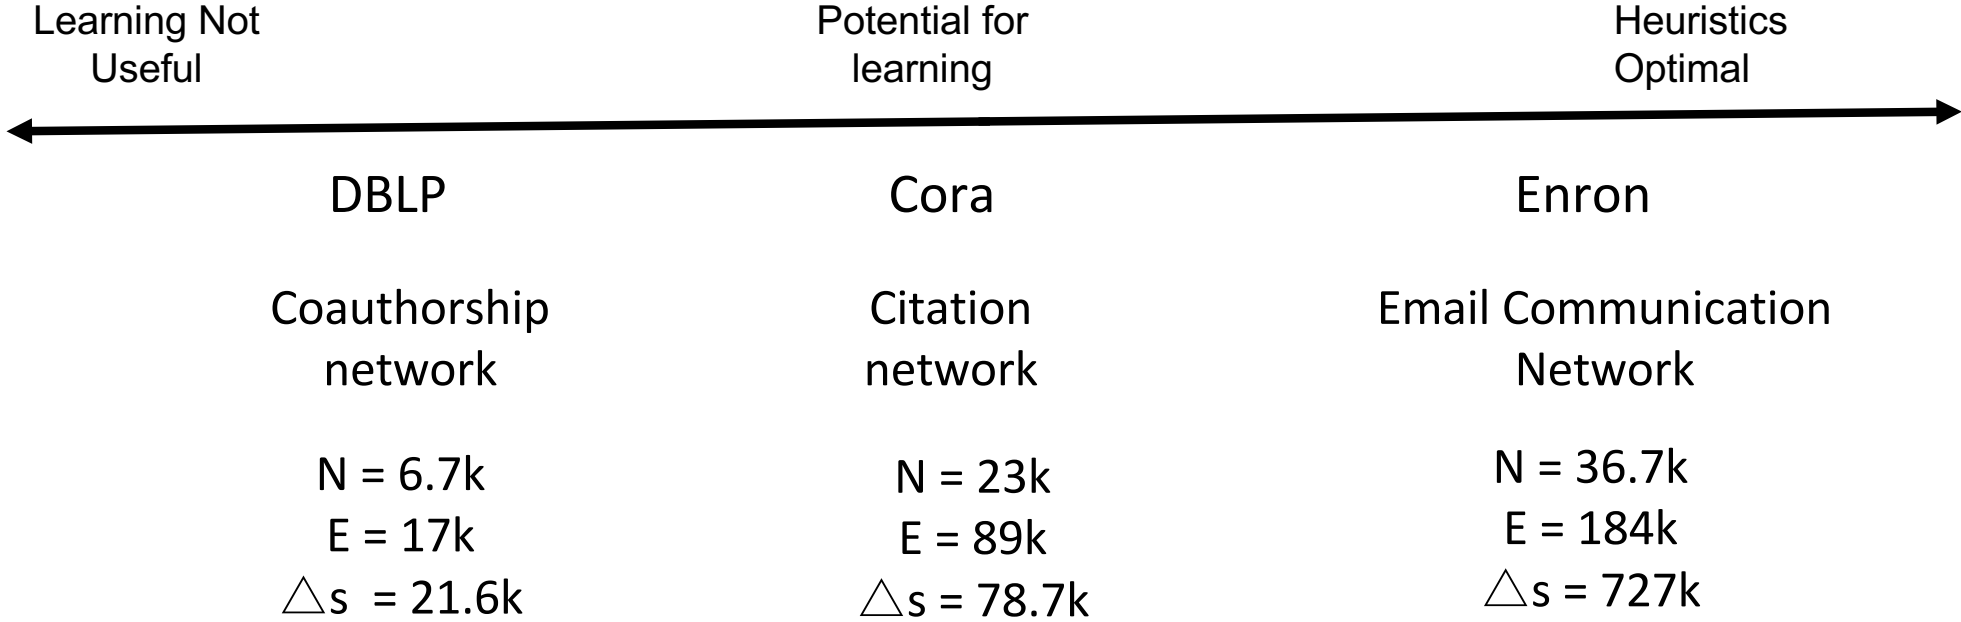 Learning Not
Useful
Potential for
learning
Heuristics
Optimal
DBLP
Cora
Enron
Coauthorship
network
Citation
network
Email Communication
Network
N = 6.7k
E = 17k
△s = 21.6k
N = 23k
E = 89k
△s = 78.7k
N = 36.7k
E = 184k
△s = 727k